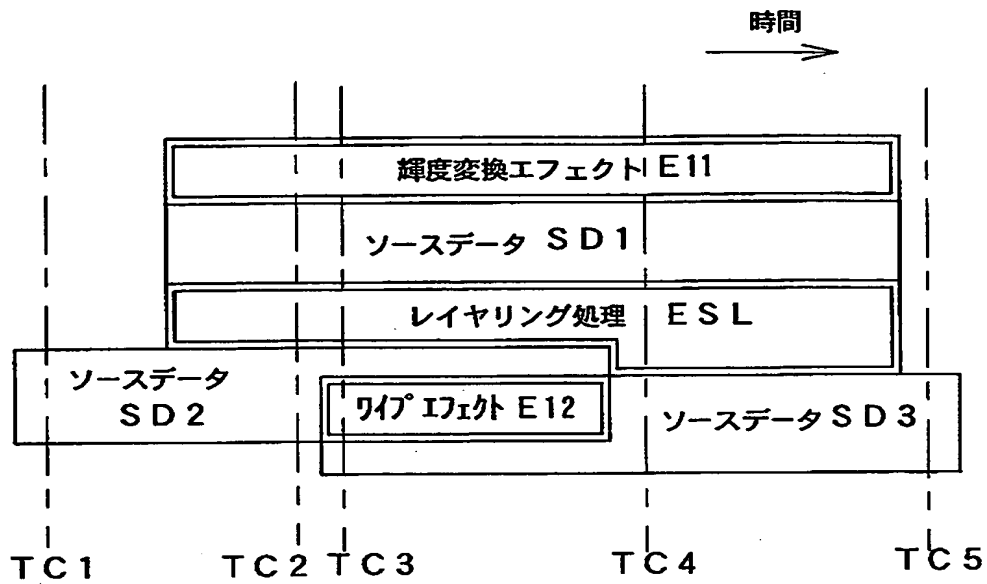 時間
輝度変換エフェクト E11
ソースデータ SD1
レイヤリング処理 ESL
ソースデータ
SD2
ﾜｲﾌﾟ ｴﾌｪｸﾄ E12
ソースデータ SD3
TC1
TC2
TC3
TC4
TC5